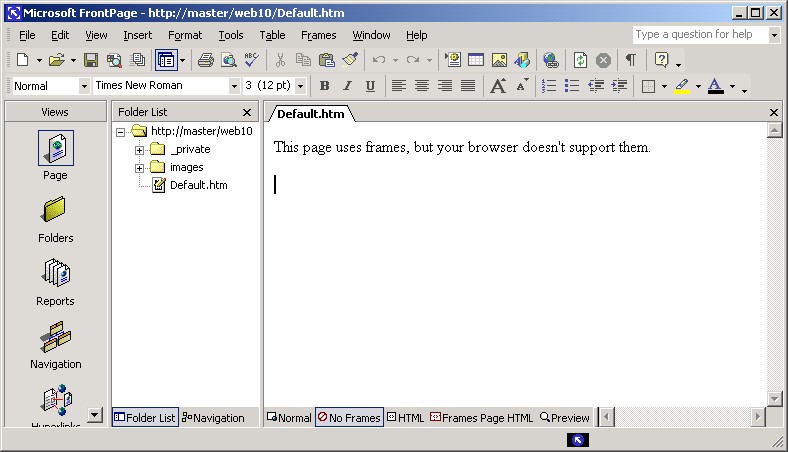 Microsoft FrontPage - http://master/web10/Default.htm
File Edit View Insert Format Tools Table Frames Window Help Type a question for help
ABC
Normal Times New Roman 3 (12 pt) B I U A A A
Views Folder List Default.htm
http://master/web10
_private
images
Default.htm
Page
Folders
Reports
Navigation
Hyperlinks
This page uses frames, but your browser doesn't support them.
Folder List Navigation Normal No Frames HTML Frames Page HTML Preview